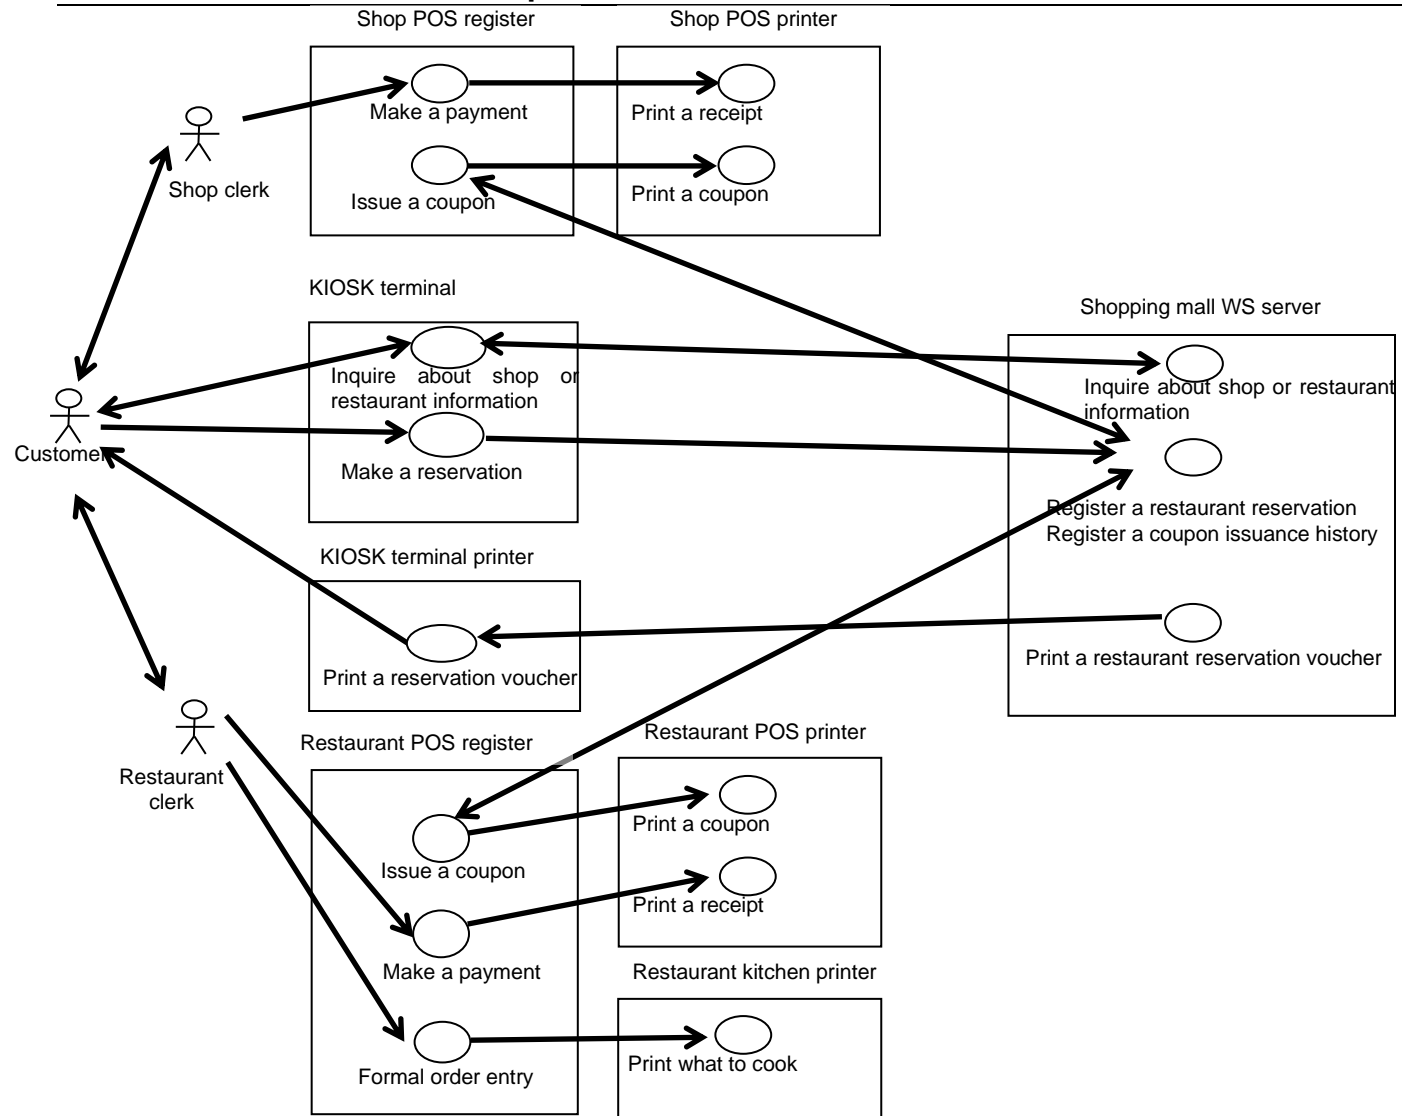 Shop POS register
Shop POS printer
Make a payment
Print a receipt
Shop clerk
Issue a coupon
Print a coupon
KIOSK terminal
Shopping mall WS server
Inquire about shop or
restaurant information
Inquire about shop or restaurant
information
Customer
Make a reservation
Register a restaurant reservation
Register a coupon issuance history
KIOSK terminal printer
Print a reservation voucher
Print a restaurant reservation voucher
Restaurant POS register
Restaurant POS printer
Restaurant
clerk
Print a coupon
Issue a coupon
Print a receipt
Make a payment
Restaurant kitchen printer
Print what to cook
Formal order entry